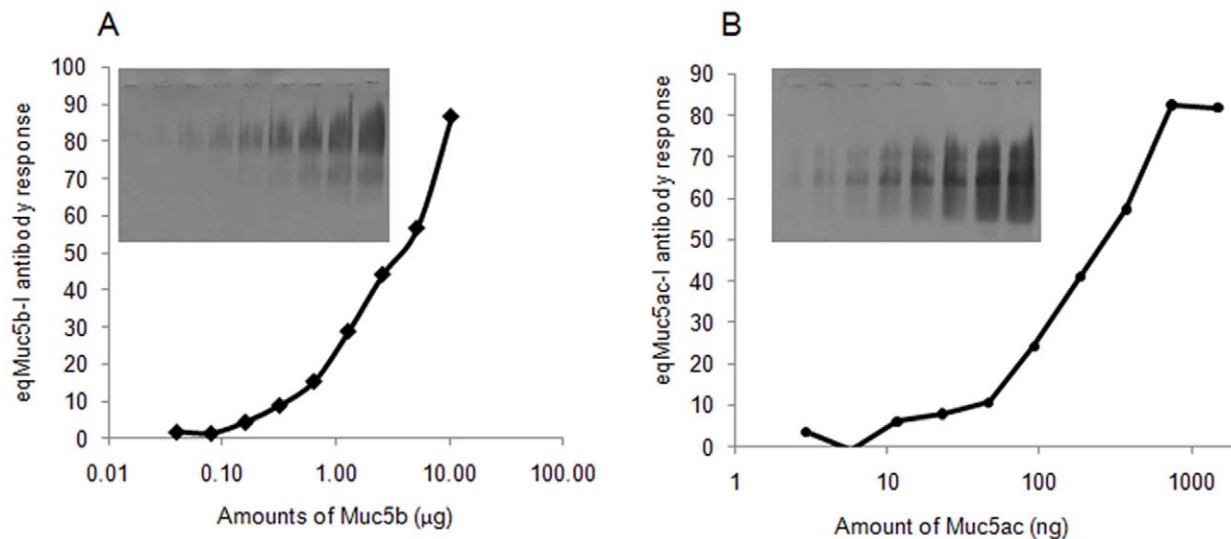 A
100
90
80
70
60
50
40
30
20
10
0
0.01 0.10 1.00 10.00 100.00
eqMuc5b-I antibody response
Amounts of Muc5b (μg)
B
90
80
70
60
50
40
30
20
10
0
1 10 100 1000
eqMuc5ac-I antibody response
Amount of Muc5ac (ng)